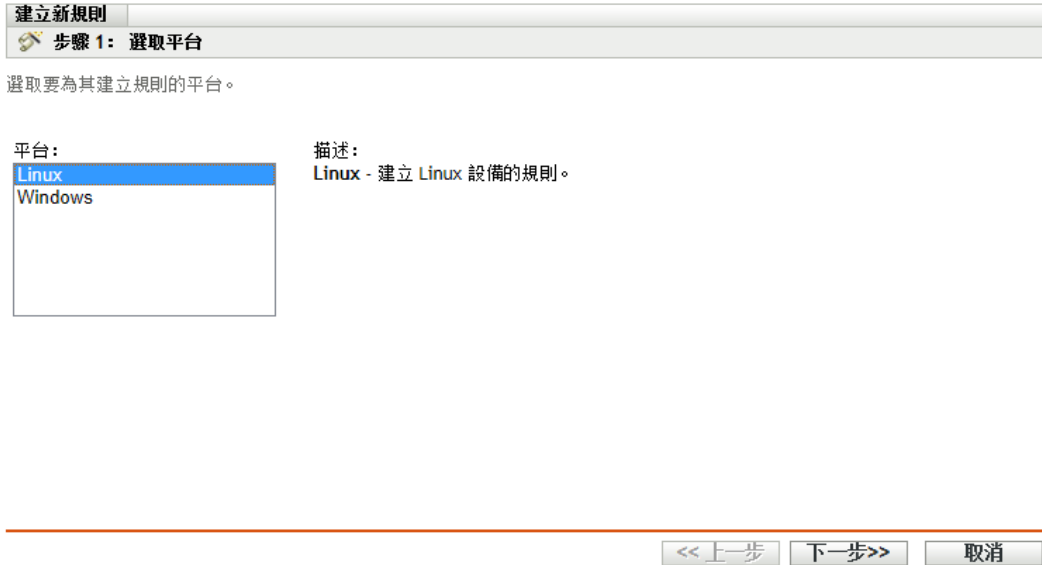 建立新規則
步驟 1： 選取平台
選取要為其建立規則的平台。
平台： 描述：
Linux Linux - 建立 Linux 設備的規則。
Windows
<< 上一步 下一步>> 取消